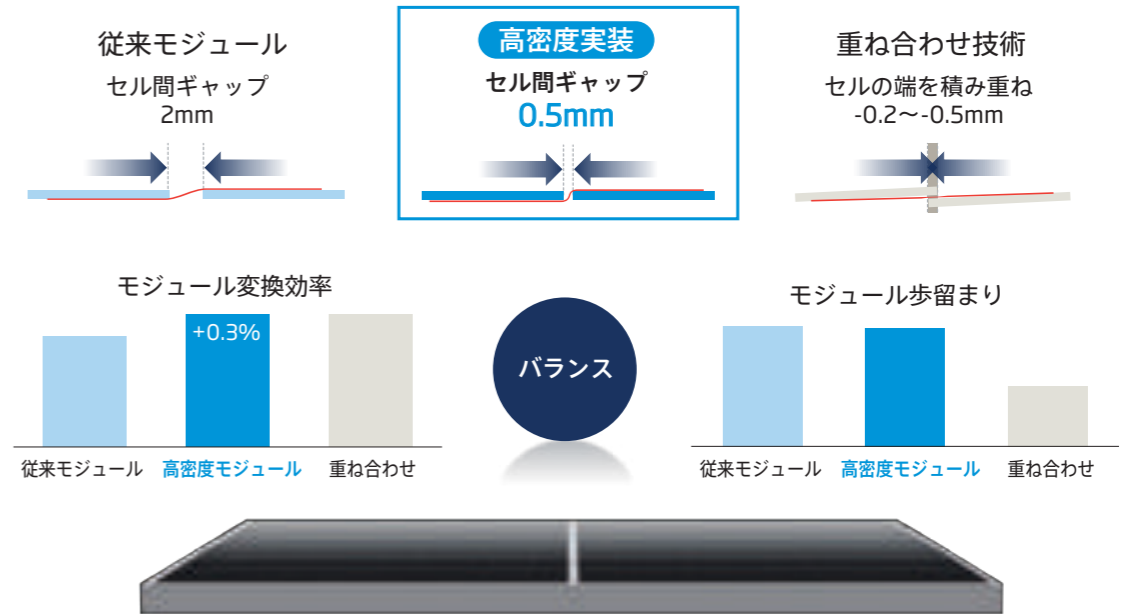 従来モジュール
セル間ギャップ
2mm
高密度実装
セル間ギャップ
0.5mm
重ね合わせ技術
セルの端を積み重ね
-0.2～-0.5mm
モジュール変換効率
+0.3%
従来モジュール
高密度モジュール
重ね合わせ
バランス
モジュール歩留まり
従来モジュール
高密度モジュール
重ね合わせ